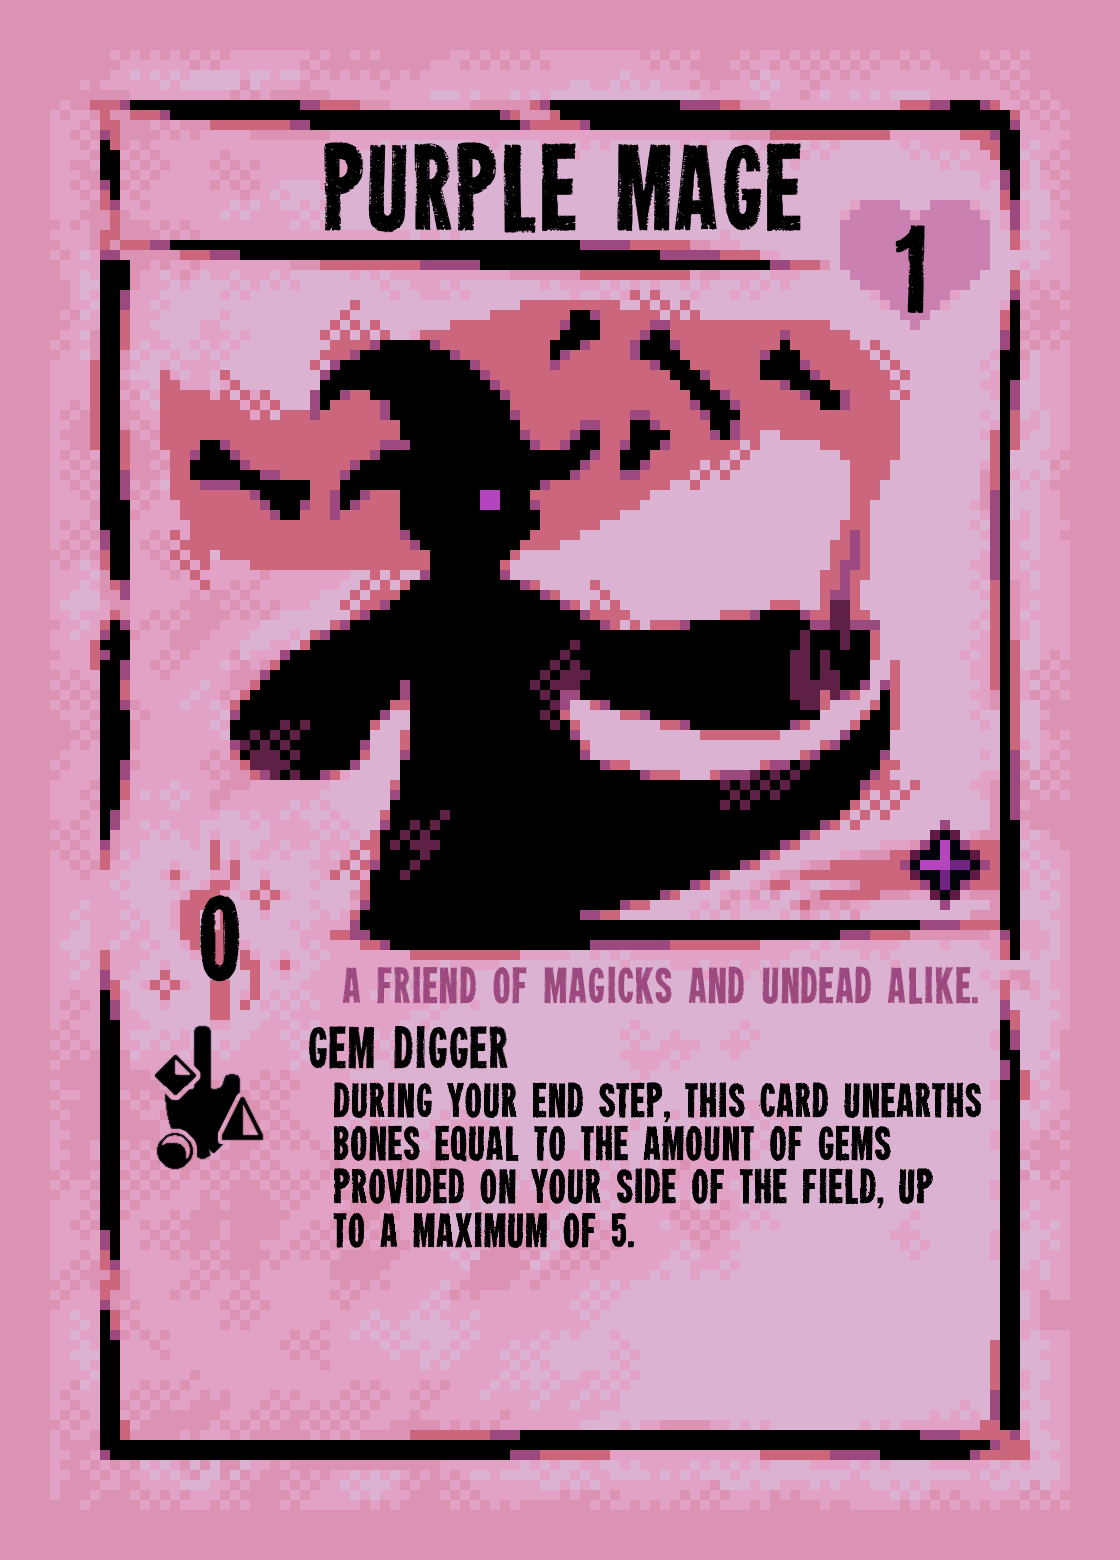 PURPLE MAGE
1
0
A FRIEND OF MAGICKS AND UNDEAD ALIKE.
GEM DIGGER
DURING YOUR END STEP, THIS CARD UNEARTHS
BONES EQUAL TO THE AMOUNT OF GEMS
PROVIDED ON YOUR SIDE OF THE FIELD, UP
TO A MAXIMUM OF 5.